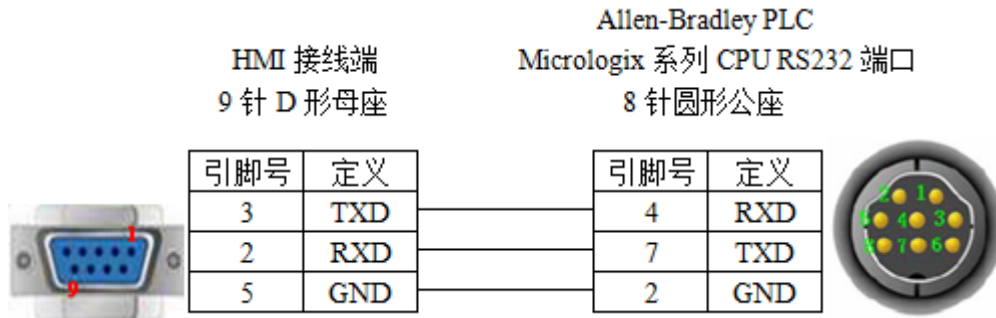 Allen-Bradley PLC
HMI 接线端 Micrologix 系列 CPU RS232 端口
9 针 D 形母座 8 针圆形公座
引脚号 定义 引脚号 定义
3 TXD 4 RXD
2 RXD 7 TXD
5 GND 2 GND
1
9
2 1
5 4 3
8 7 6